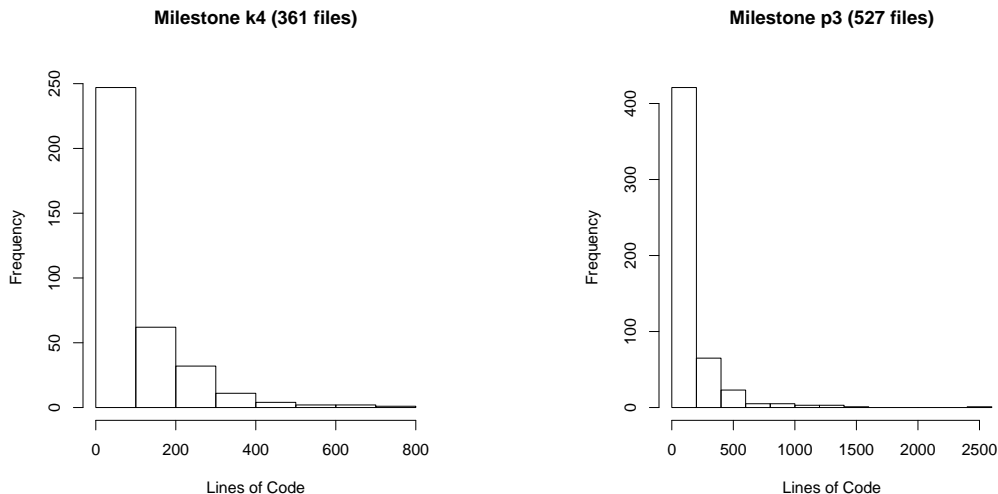 Milestone k4 (361 files)
Frequency
250
200
150
100
50
0
0 200 400 600 800
Lines of Code
Milestone p3 (527 files)
Frequency
400
300
200
100
0
0 500 1000 1500 2000 2500
Lines of Code